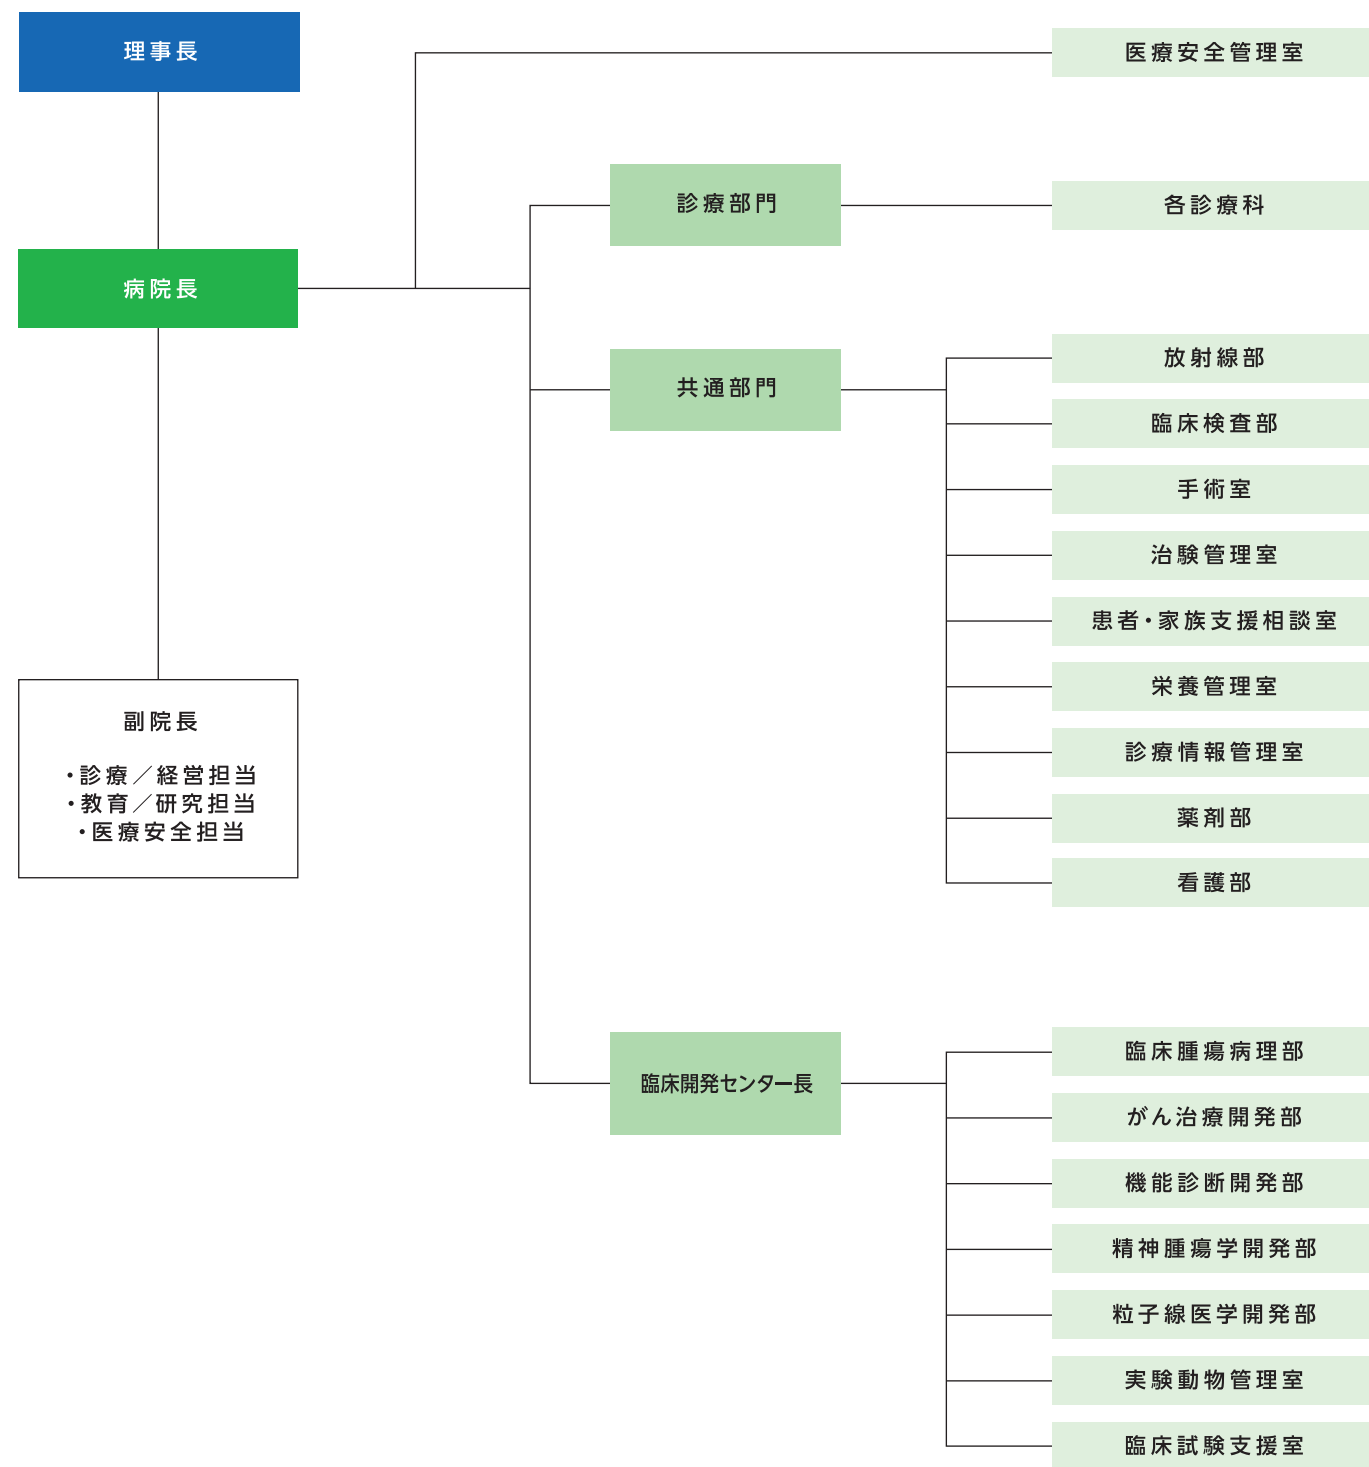 理事長
病院長
副院長
・診療／経営担当
・教育／研究担当
・医療安全担当
医療安全管理室
診療部門
各診療科
共通部門
放射線部
臨床検査部
手術室
治験管理室
患者・家族支援相談室
栄養管理室
診療情報管理室
薬剤部
看護部
臨床開発センター長
臨床腫瘍病理部
がん治療開発部
機能診断開発部
精神腫瘍学開発部
粒子線医学開発部
実験動物管理室
臨床試験支援室